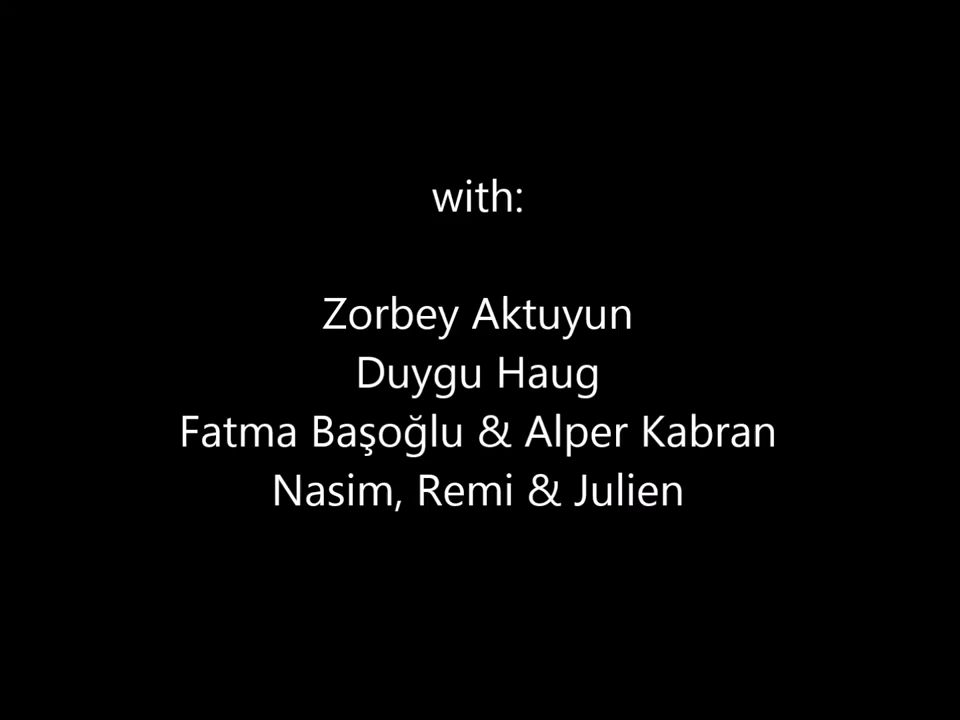 with:
Zorbey Aktuyun
Duygu Haug
Fatma Başoğlu & Alper Kabran
Nasim, Remi & Julien